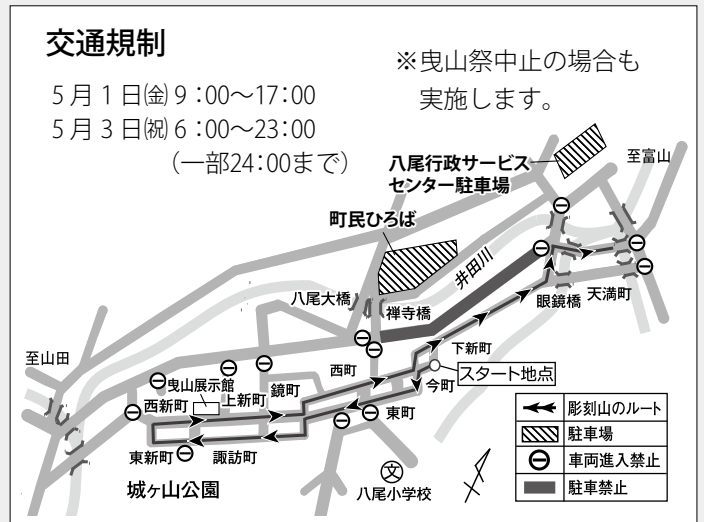 交通規制
5月1日㈮9:00〜17:00
5月3日㈷6:00〜23:00
(一部24:00まで)
※曳山祭中止の場合も
実施します。
八尾行政サービス
センター駐車場
至富山
町民ひろば
井田川
八尾大橋
禅寺橋
眼鏡橋
天満町
至山田
下新町
スタート地点
西町
今町
曳山展示館
鏡町
上新町
西新町
東町
東新町
諏訪町
城ヶ山公園
文
八尾小学校
彫刻山のルート
駐車場
車両進入禁止
駐車禁止